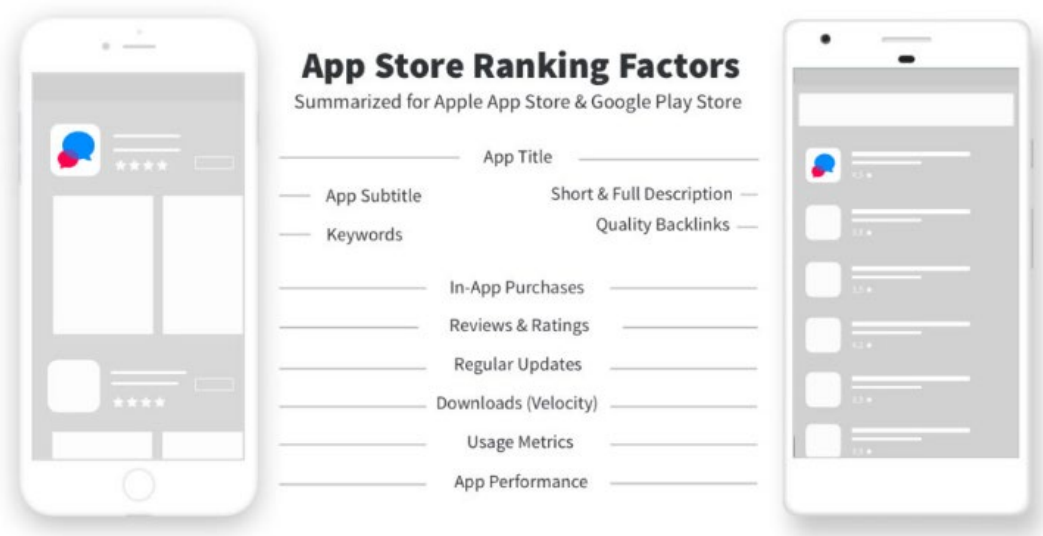 App Store Ranking Factors
Summarized for Apple App Store & Google Play Store
App Title
App Subtitle
Short & Full Description
Keywords
Quality Backlinks
In-App Purchases
Reviews & Ratings
Regular Updates
Downloads (Velocity)
Usage Metrics
App Performance